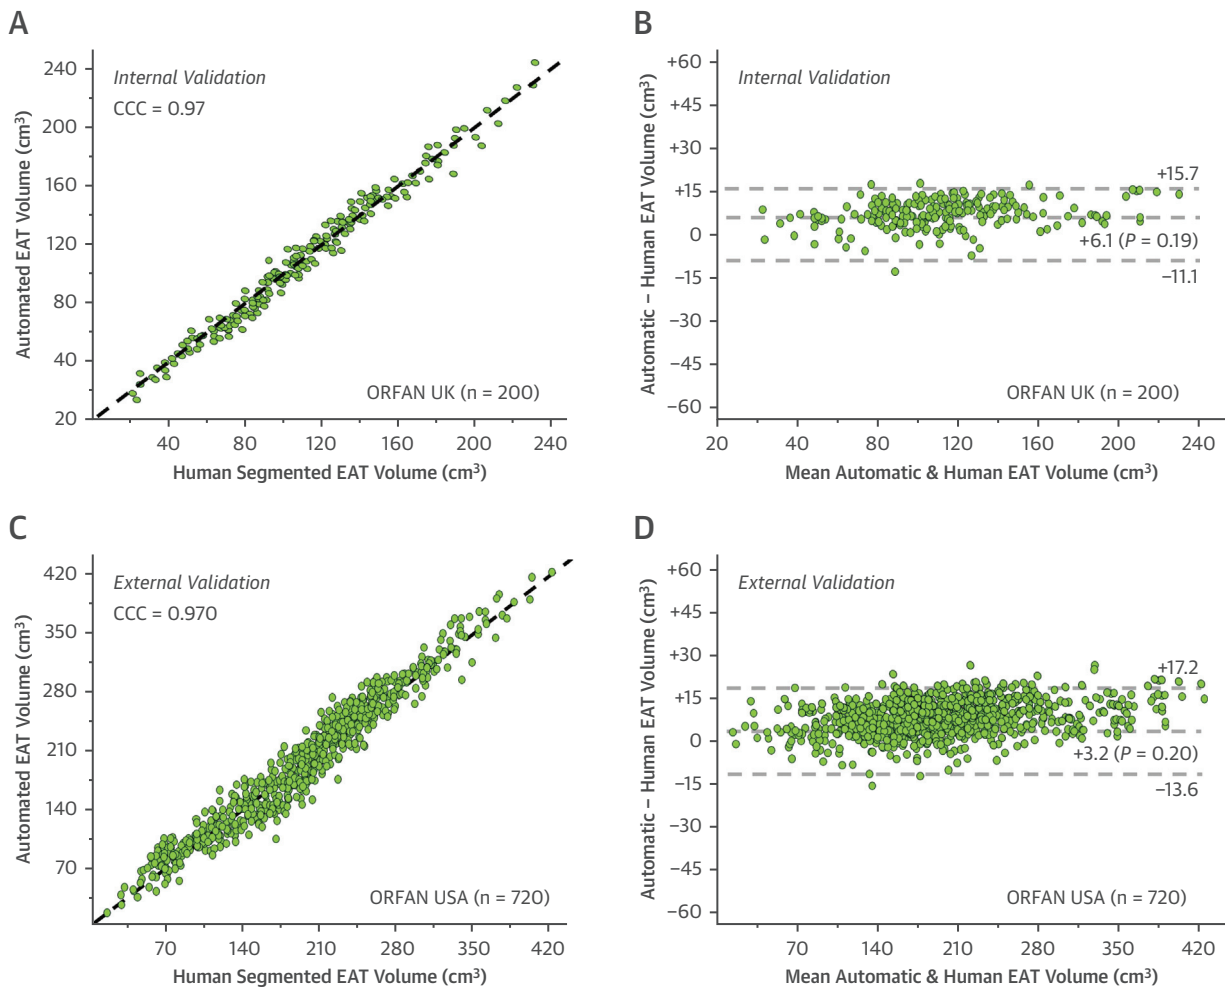 A
Automated EAT Volume (cm³)
240
200
160
120
80
40
20
Internal Validation
CCC = 0.97
ORFAN UK (n = 200)
40 80 120 160 200 240
Human Segmented EAT Volume (cm³)
B
Automatic – Human EAT Volume (cm³)
+60
+45
+30
+15
0
−15
−30
−45
−60
Internal Validation
+15.7
+6.1 (P = 0.19)
−11.1
ORFAN UK (n = 200)
20 40 80 120 160 200 240
Mean Automatic & Human EAT Volume (cm³)
C
Automated EAT Volume (cm³)
420
350
280
210
140
70
External Validation
CCC = 0.970
ORFAN USA (n = 720)
70 140 210 280 350 420
Human Segmented EAT Volume (cm³)
D
Automatic – Human EAT Volume (cm³)
+60
+45
+30
+15
0
−15
−30
−45
−60
External Validation
+17.2
+3.2 (P = 0.20)
−13.6
ORFAN USA (n = 720)
70 140 210 280 350 420
Mean Automatic & Human EAT Volume (cm³)